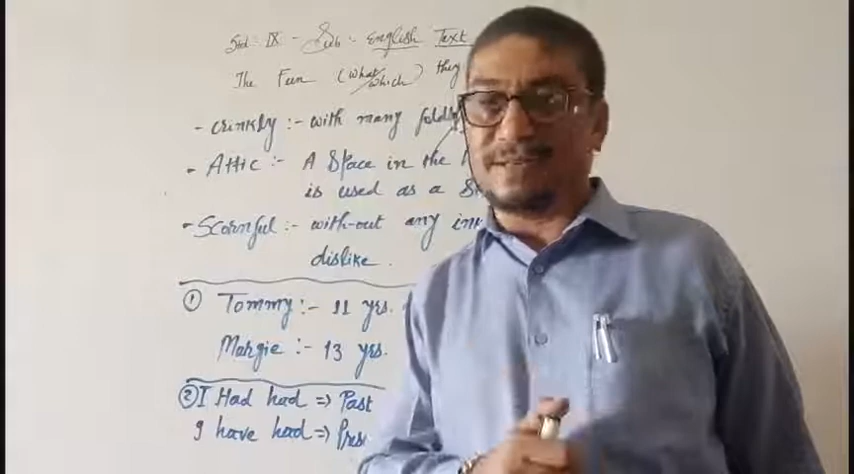 Std :- IX - Sub :- English Text
The Fun (what/which) they
- crinkly :- with many
- Attic :- A Space in the
is used as a
- Scornful :- with-out any
dislike.
① Tommy :- 11 yrs.
Margie :- 13 yrs.
② I Had had => Past
I have had => Pres